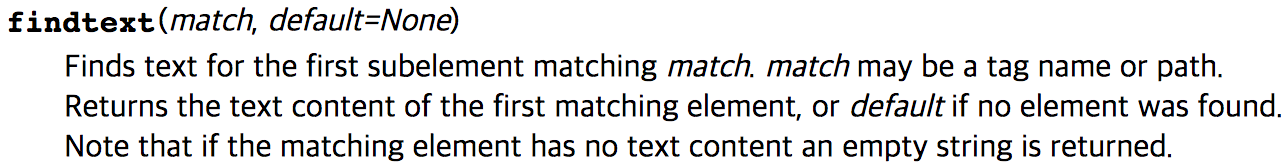 findtext(match, default=None)
Finds text for the first subelement matching match. match may be a tag name or path.
Returns the text content of the first matching element, or default if no element was found.
Note that if the matching element has no text content an empty string is returned.